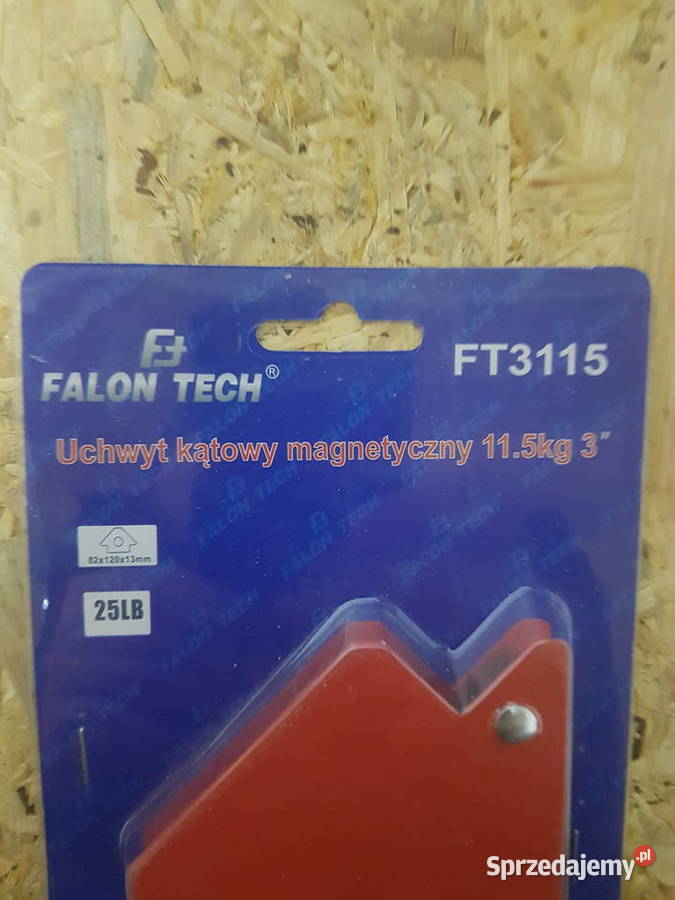 FALON TECH®
FT3115
Uchwyt kątowy magnetyczny 11.5kg 3"
82x120x13mm
25LB
Sprzedajemy.pl